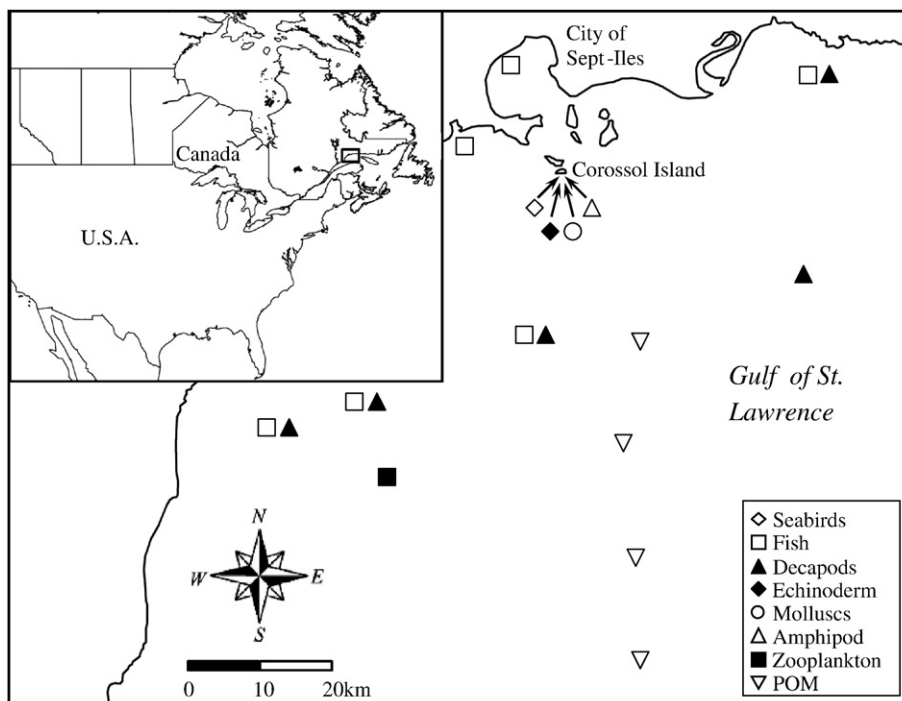 City of
Sept-Iles
Canada
Corossol Island
U.S.A.
Gulf of St.
Lawrence
N
W
E
S
0 10 20km
Seabirds
Fish
Decapods
Echinoderm
Molluscs
Amphipod
Zooplankton
POM